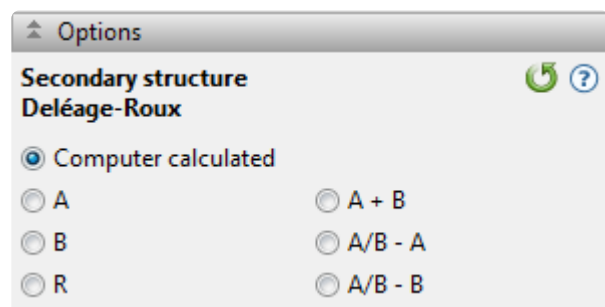 Options
Secondary structure
Deléage-Roux
?
Computer calculated
A A + B
B A/B - A
R A/B - B